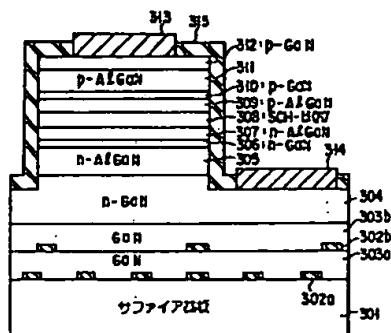 313
315
312:p-GaN
p-AlGaN
311
310:p-GaN
309:p-AlGaN
308:SCH-MQW
307:n-AlGaN
306:n-GaN
n-AlGaN
305
314
n-GaN
304
303b
GaN
302b
GaN
303a
サファイア基板
302a
301